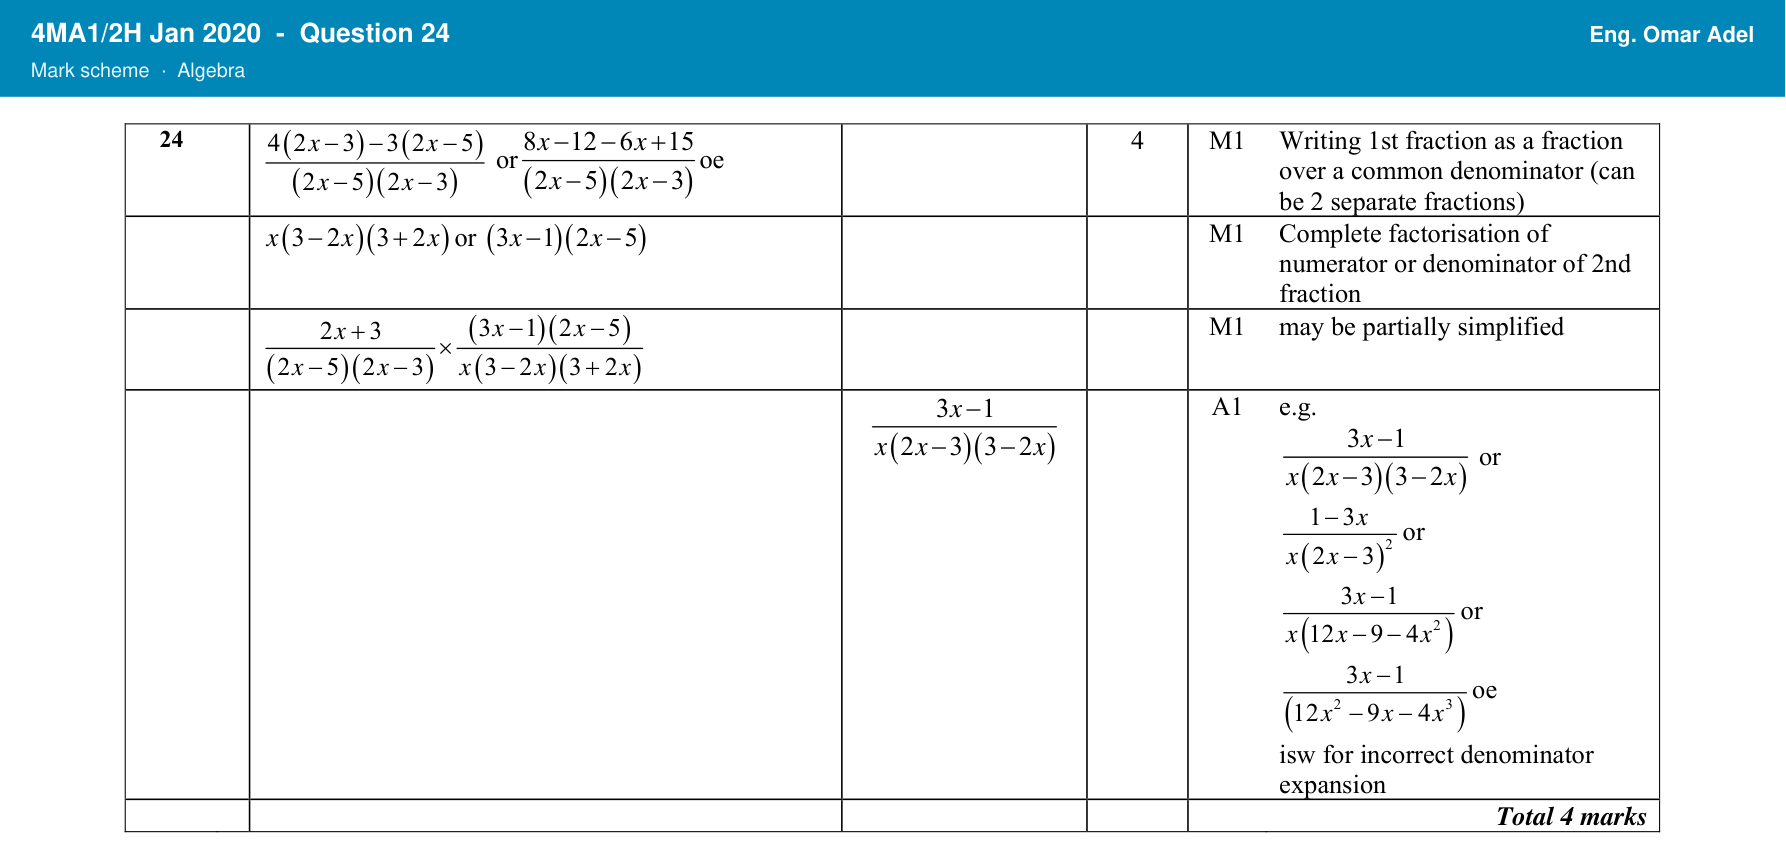 4MA1/2H Jan 2020 - Question 24
Eng. Omar Adel
Mark scheme · Algebra
24
4(2x−3)−3(2x−5)/(2x−5)(2x−3) or 8x−12−6x+15/(2x−5)(2x−3) oe
4
M1 Writing 1st fraction as a fraction
over a common denominator (can
be 2 separate fractions)
x(3−2x)(3+2x) or (3x−1)(2x−5)
M1 Complete factorisation of
numerator or denominator of 2nd
fraction
2x+3/(2x−5)(2x−3) × (3x−1)(2x−5)/x(3−2x)(3+2x)
M1 may be partially simplified
3x−1/x(2x−3)(3−2x)
A1 e.g.
3x−1/x(2x−3)(3−2x) or
1−3x/x(2x−3)² or
3x−1/x(12x−9−4x²) or
3x−1/(12x²−9x−4x³) oe
isw for incorrect denominator
expansion
Total 4 marks